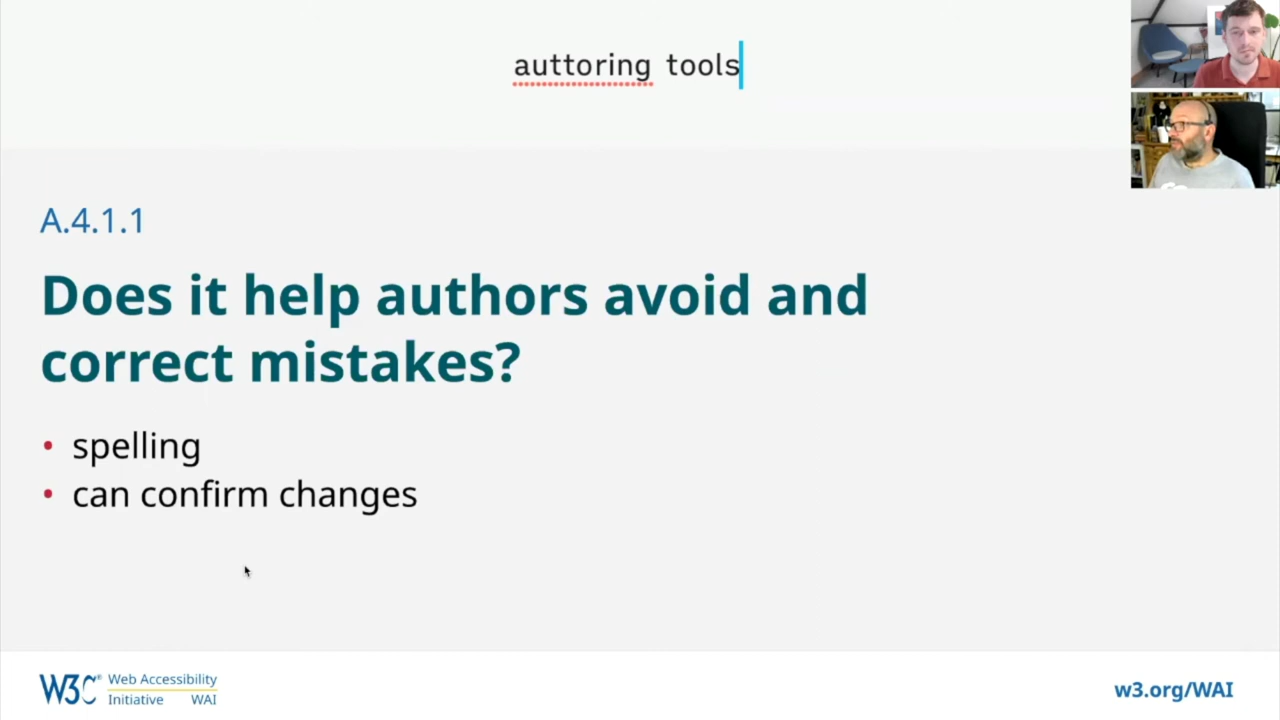 auttoring tools
A.4.1.1
Does it help authors avoid and
correct mistakes?
• spelling
• can confirm changes
W3C® Web Accessibility
Initiative WAI
w3.org/WAI